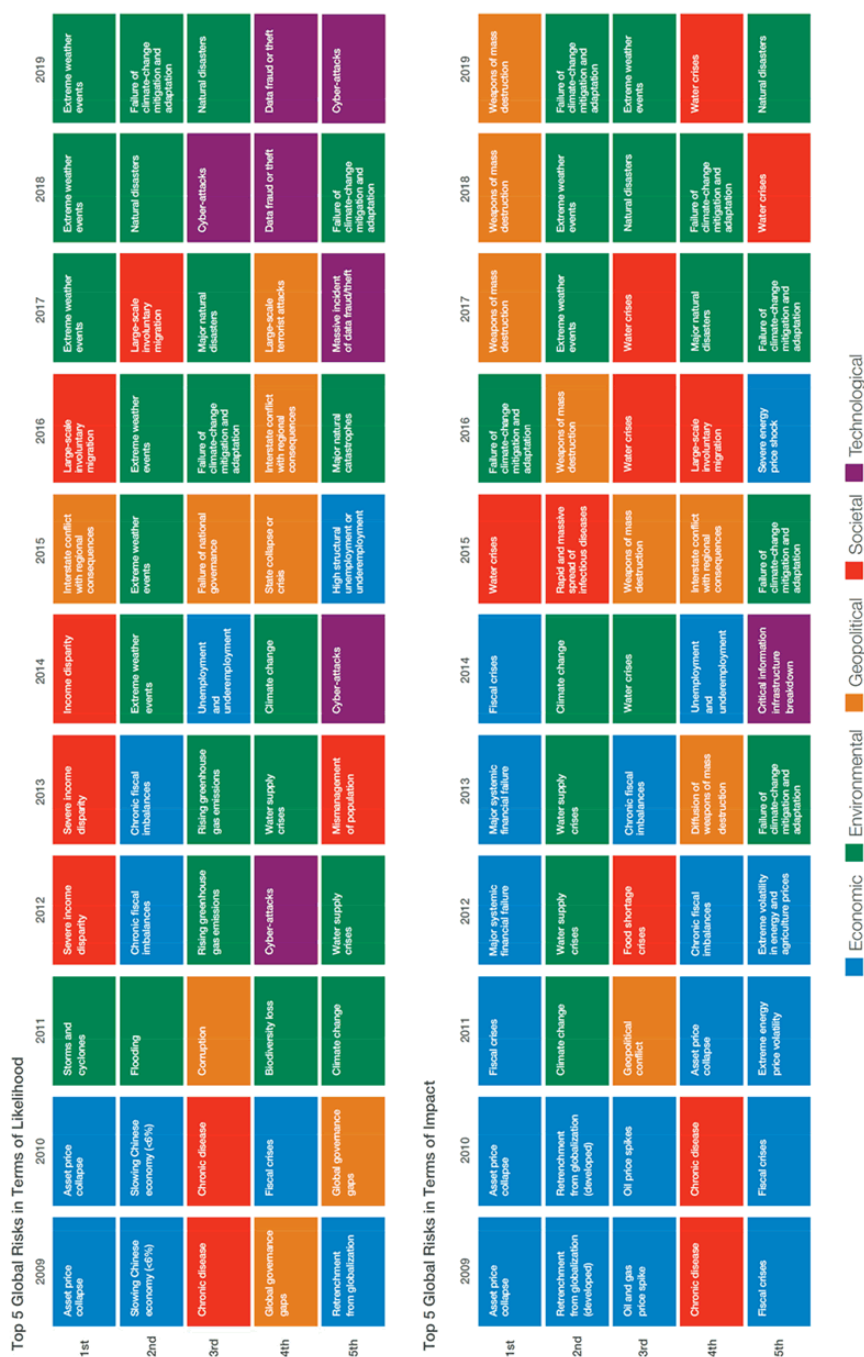 Top 5 Global Risks in Terms of Likelihood
2009
2010
2011
2012
2013
2014
2015
2016
2017
2018
2019
1st
Asset price
collapse
Asset price
collapse
Storms and
cyclones
Severe income
disparity
Severe income
disparity
Income disparity
Interstate conflict
with regional
consequences
Large-scale
involuntary
migration
Extreme weather
events
Extreme weather
events
Extreme weather
events
2nd
Slowing Chinese
economy (<6%)
Slowing Chinese
economy (<6%)
Flooding
Chronic fiscal
imbalances
Chronic fiscal
imbalances
Extreme weather
events
Extreme weather
events
Extreme weather
events
Large-scale
involuntary
migration
Natural disasters
Failure of
climate-change
mitigation and
adaptation
3rd
Chronic disease
Chronic disease
Corruption
Rising greenhouse
gas emissions
Rising greenhouse
gas emissions
Unemployment
and
underemployment
Failure of national
governance
Failure of
climate-change
mitigation and
adaptation
Major natural
disasters
Cyber-attacks
Natural disasters
4th
Global governance
gaps
Fiscal crises
Biodiversity loss
Cyber-attacks
Water supply
crises
Climate change
State collapse or
crisis
Interstate conflict
with regional
consequences
Large-scale
terrorist attacks
Data fraud or theft
Data fraud or theft
5th
Retrenchment
from globalization
Global governance
gaps
Climate change
Water supply
crises
Mismanagement
of population
Cyber-attacks
High structural
unemployment or
underemployment
Major natural
catastrophes
Massive incident
of data fraud/theft
Failure of
climate-change
mitigation and
adaptation
Cyber-attacks
Top 5 Global Risks in Terms of Impact
2009
2010
2011
2012
2013
2014
2015
2016
2017
2018
2019
1st
Asset price
collapse
Asset price
collapse
Fiscal crises
Major systemic
financial failure
Major systemic
financial failure
Fiscal crises
Water crises
Failure of
climate-change
mitigation and
adaptation
Weapons of mass
destruction
Weapons of mass
destruction
Weapons of mass
destruction
2nd
Retrenchment
from globalization
(developed)
Retrenchment
from globalization
(developed)
Climate change
Water supply
crises
Water supply
crises
Climate change
Rapid and massive
spread of
infectious diseases
Weapons of mass
destruction
Extreme weather
events
Extreme weather
events
Failure of
climate-change
mitigation and
adaptation
3rd
Oil and gas
price spike
Oil price spikes
Geopolitical
conflict
Food shortage
crises
Chronic fiscal
imbalances
Water crises
Weapons of mass
destruction
Water crises
Water crises
Natural disasters
Extreme weather
events
4th
Chronic disease
Chronic disease
Asset price
collapse
Chronic fiscal
imbalances
Diffusion of
weapons of mass
destruction
Unemployment
and
underemployment
Interstate conflict
with regional
consequences
Large-scale
involuntary
migration
Major natural
disasters
Failure of
climate-change
mitigation and
adaptation
Water crises
5th
Fiscal crises
Fiscal crises
Extreme energy
price volatility
Extreme volatility
in energy and
agriculture prices
Failure of
climate-change
mitigation and
adaptation
Critical information
infrastructure
breakdown
Failure of
climate-change
mitigation and
adaptation
Severe energy
price shock
Failure of
climate-change
mitigation and
adaptation
Water crises
Natural disasters
Economic
Environmental
Geopolitical
Societal
Technological